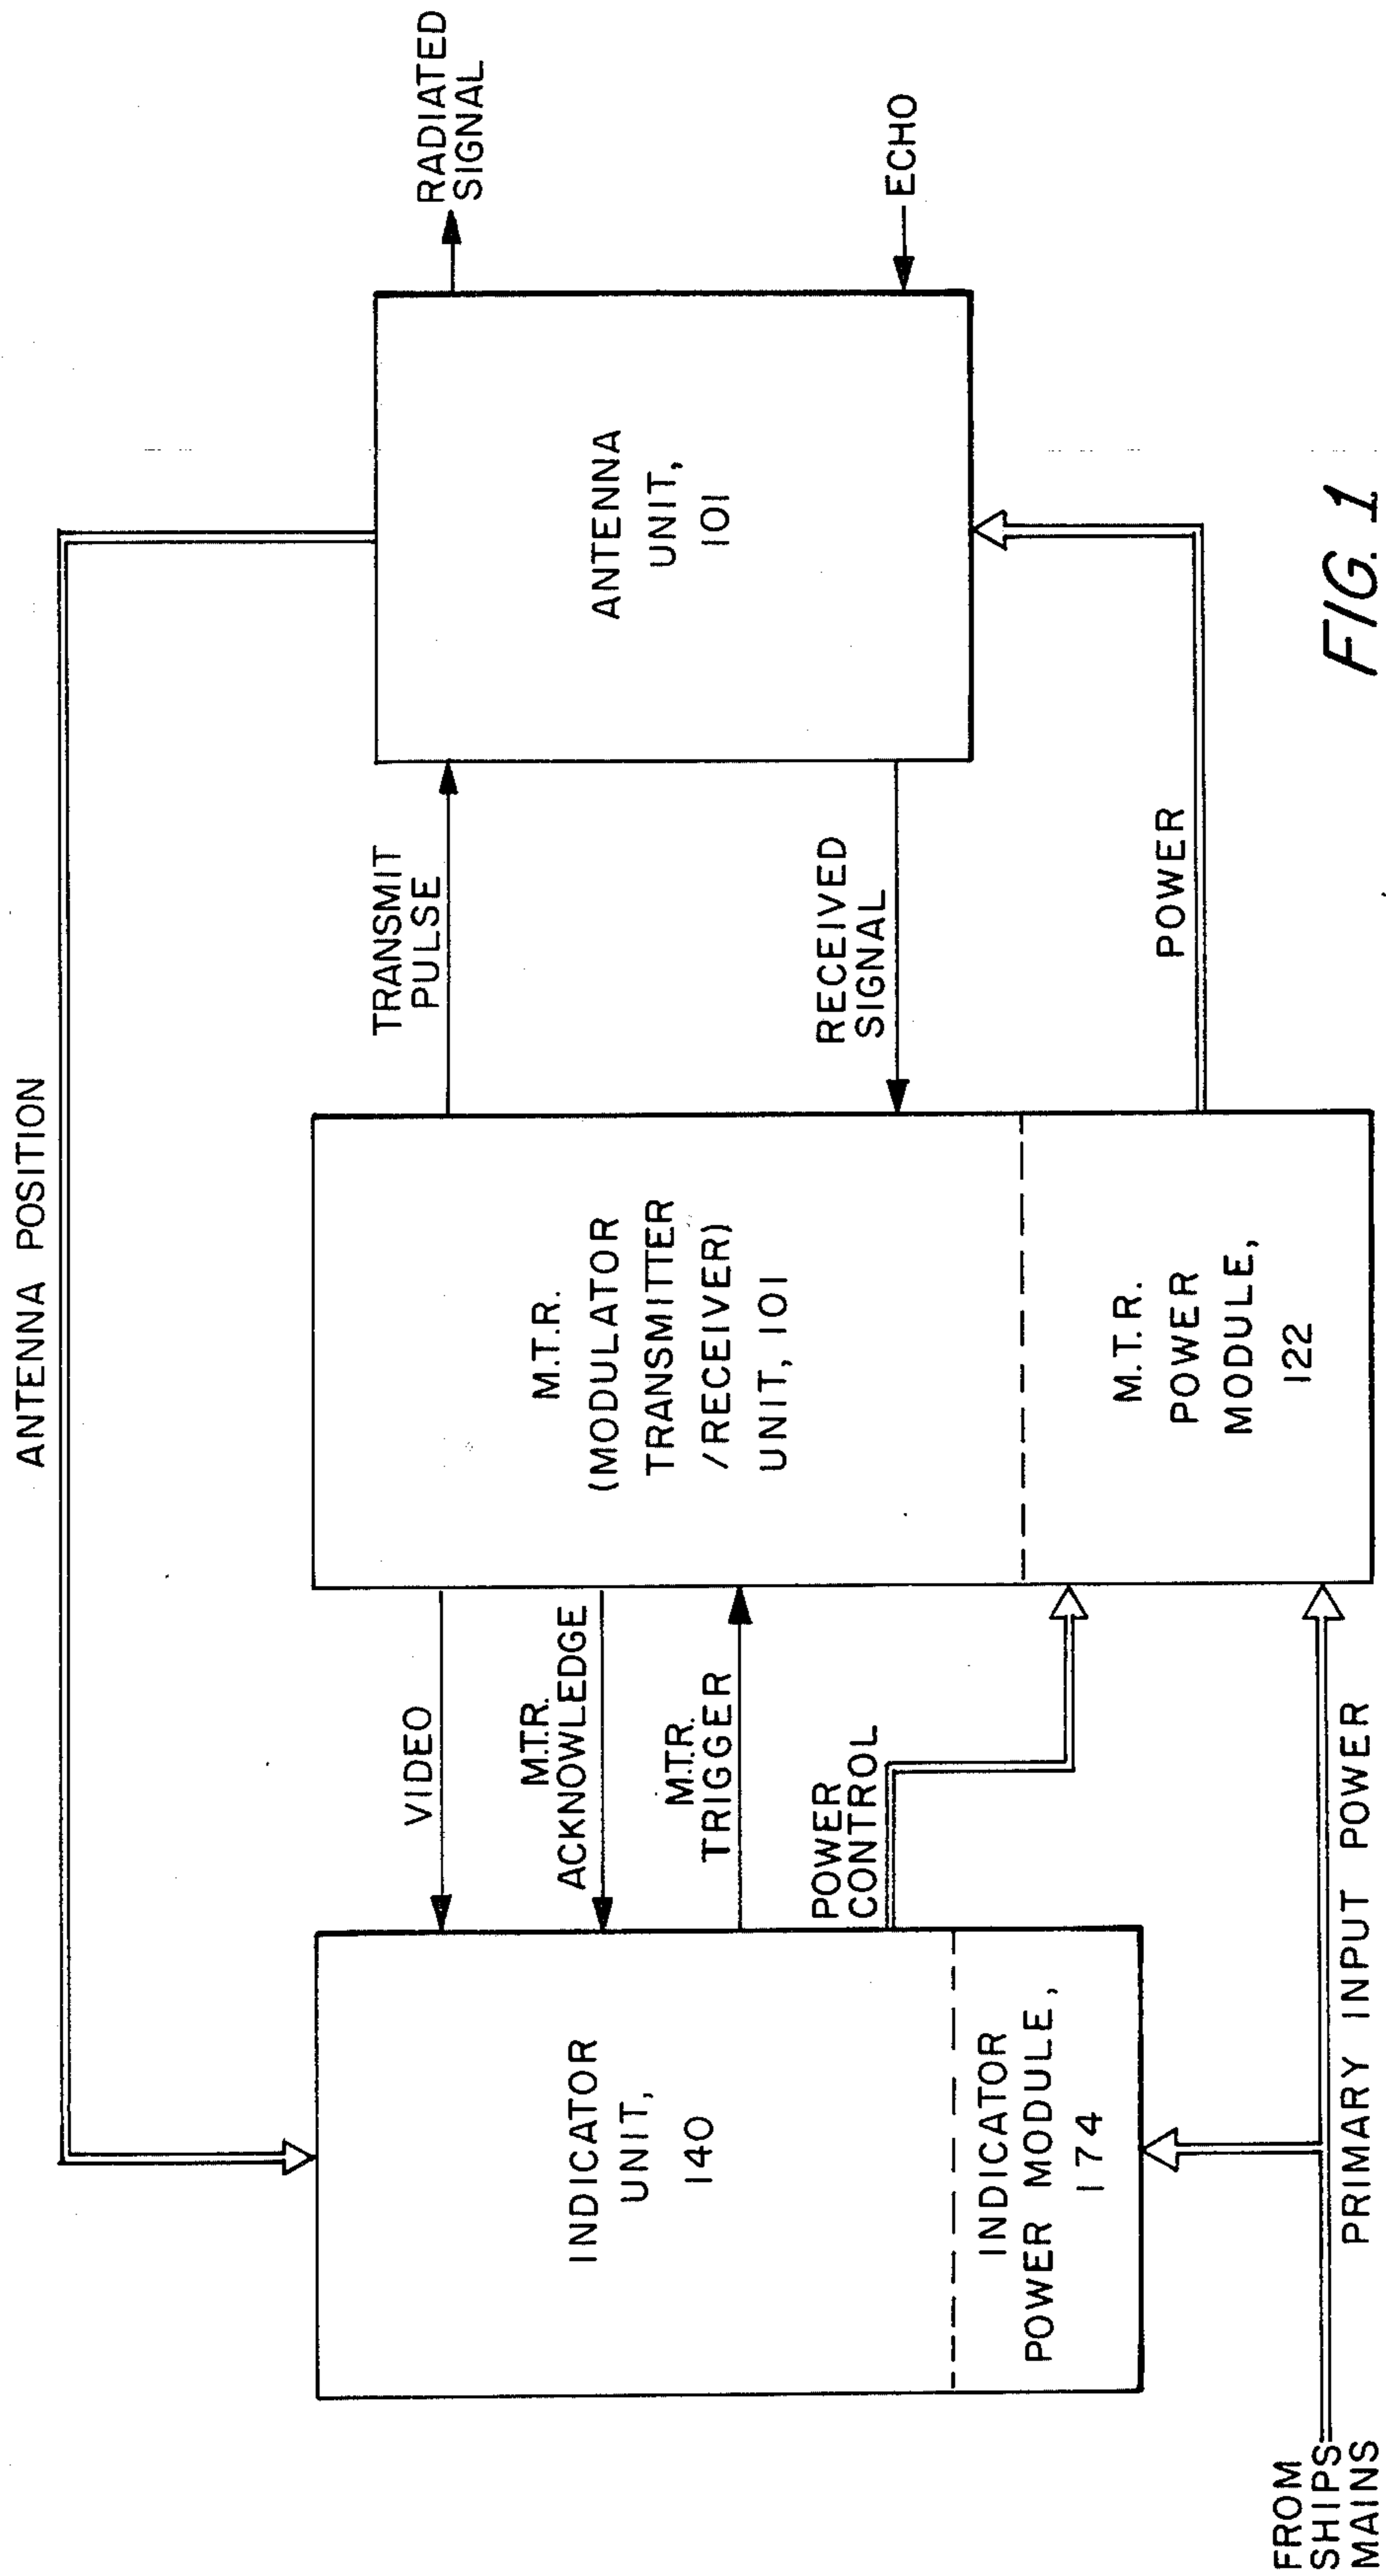 ANTENNA POSITION
INDICATOR
UNIT,
140
INDICATOR
POWER MODULE,
174
VIDEO
M.T.R.
ACKNOWLEDGE
M.T.R.
TRIGGER
POWER
CONTROL
M.T.R.
(MODULATOR
TRANSMITTER
/RECEIVER)
UNIT, 101
M.T.R.
POWER
MODULE,
122
TRANSMIT
PULSE
RECEIVED
SIGNAL
POWER
ANTENNA
UNIT,
101
RADIATED
SIGNAL
ECHO
FROM
SHIPS
MAINS
PRIMARY INPUT POWER
FIG. 1